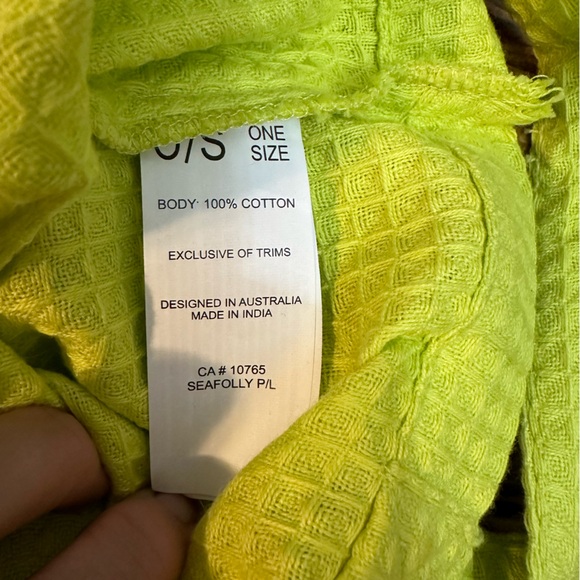 O/S ONE
SIZE
BODY: 100% COTTON
EXCLUSIVE OF TRIMS
DESIGNED IN AUSTRALIA
MADE IN INDIA
CA # 10765
SEAFOLLY P/L